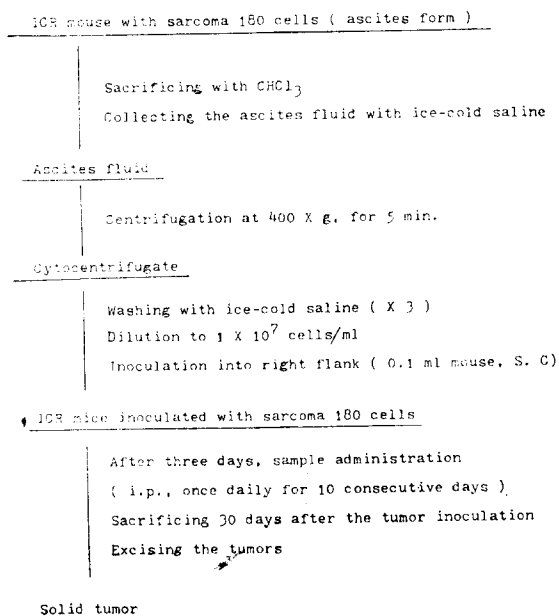 ICR mouse with sarcoma 180 cells ( ascites form )
Sacrificing with CHCl3
Collecting the ascites fluid with ice-cold saline
Ascites fluid
Centrifugation at 400 X g, for 5 min.
Cytocentrifugate
Washing with ice-cold saline ( X 3 )
Dilution to 1 X 10^7 cells/ml
Inoculation into right flank ( 0.1 ml mouse, S. C)
ICR mice inoculated with sarcoma 180 cells
After three days, sample administration
( i.p., once daily for 10 consecutive days )
Sacrificing 30 days after the tumor inoculation
Excising the tumors
Solid tumor